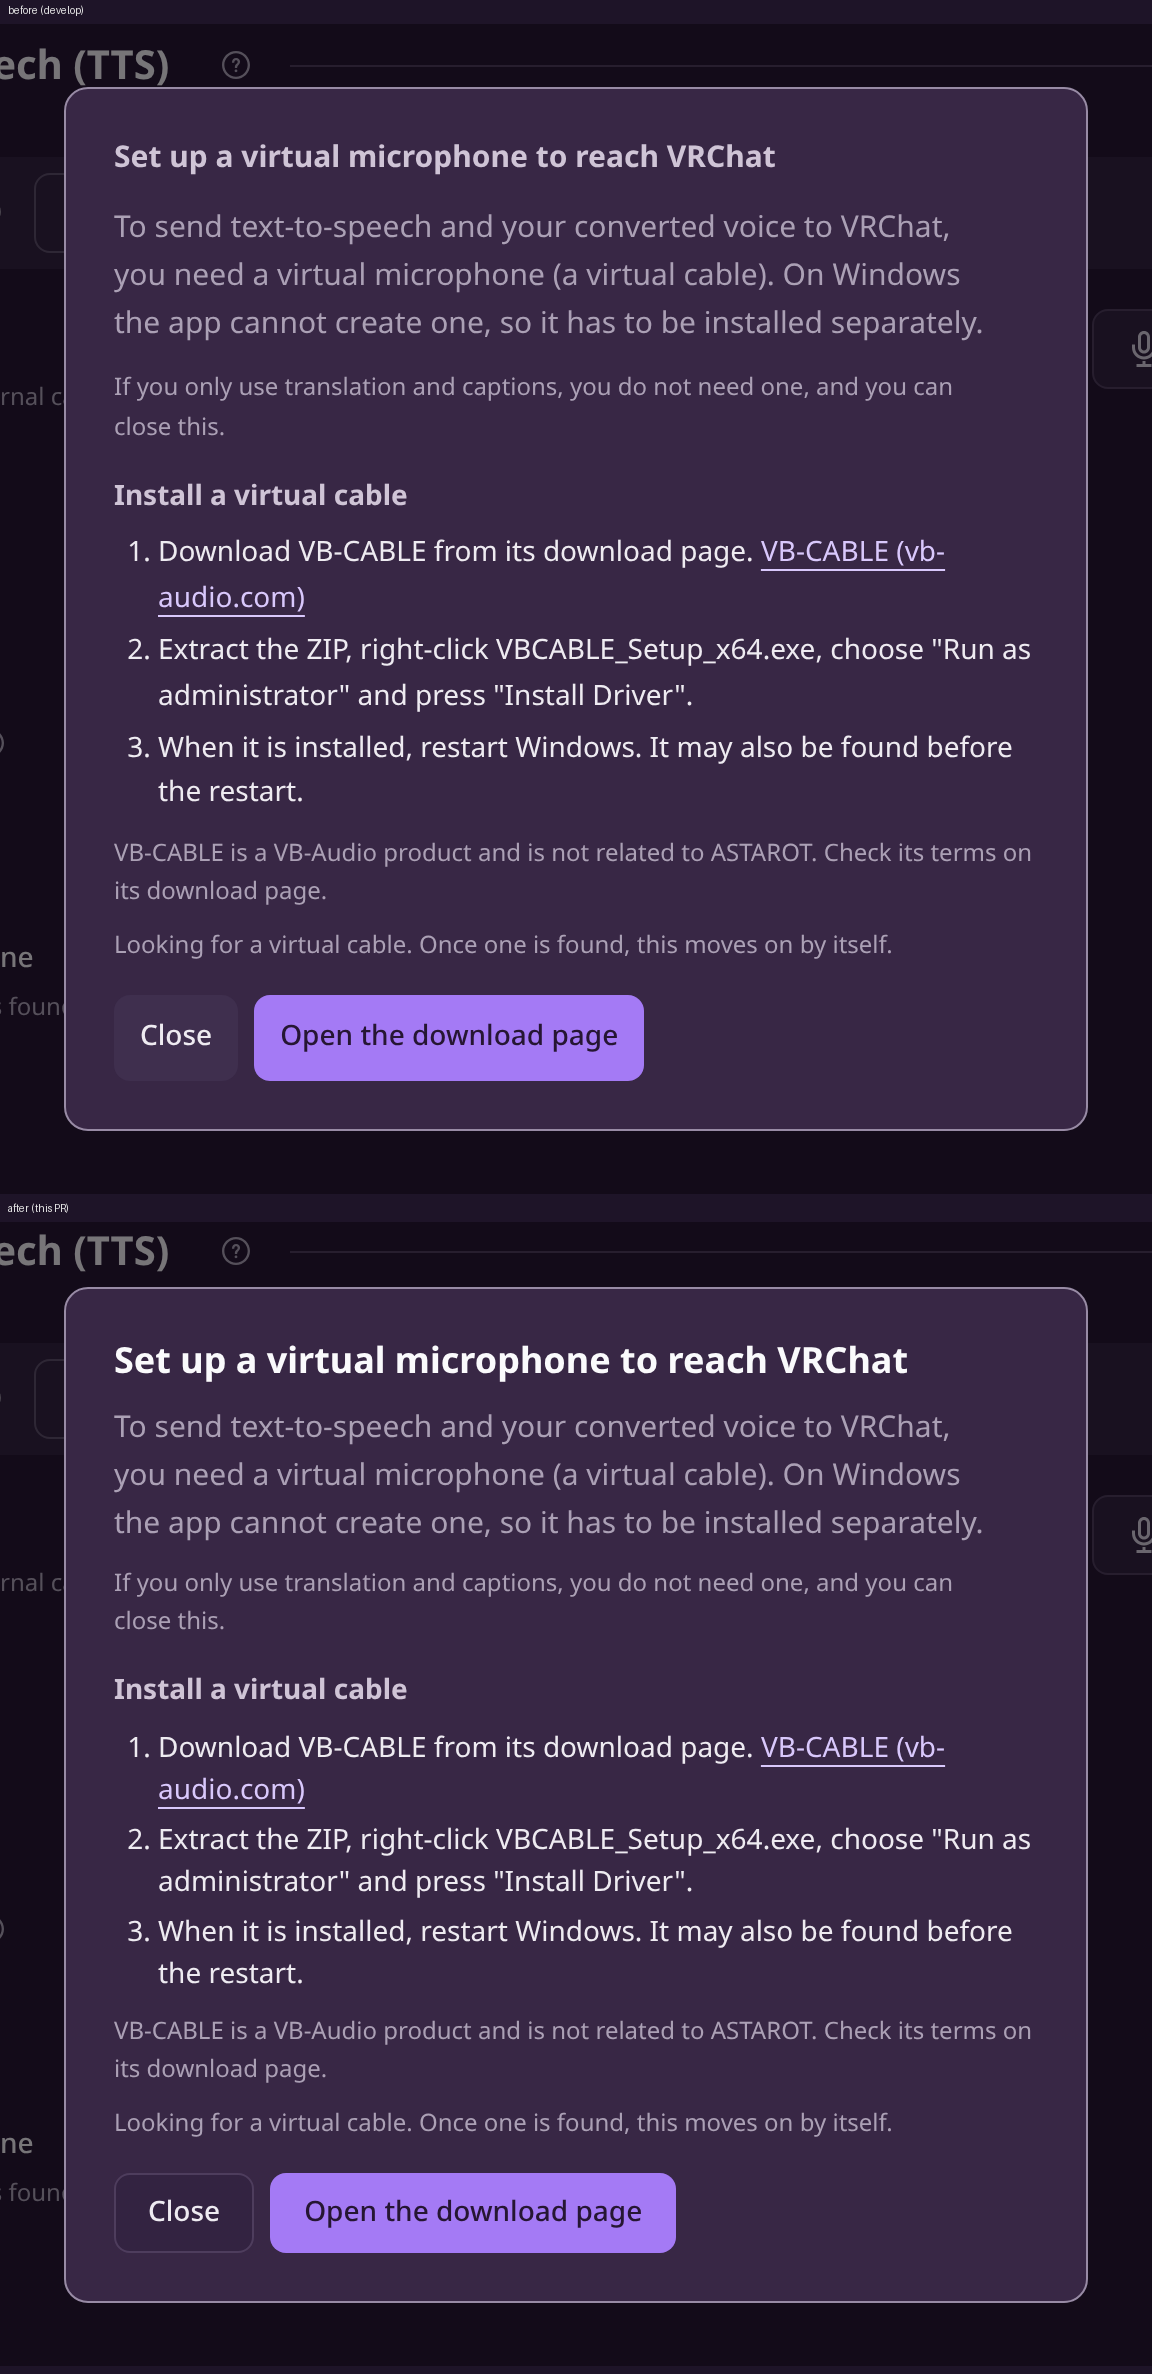 before (develop)
ech (TTS)
Set up a virtual microphone to reach VRChat
To send text-to-speech and your converted voice to VRChat,
you need a virtual microphone (a virtual cable). On Windows
the app cannot create one, so it has to be installed separately.
rnal c
If you only use translation and captions, you do not need one, and you can
close this.
Install a virtual cable
1. Download VB-CABLE from its download page. VB-CABLE (vb-
audio.com)
2. Extract the ZIP, right-click VBCABLE_Setup_x64.exe, choose "Run as
administrator" and press "Install Driver".
3. When it is installed, restart Windows. It may also be found before
the restart.
VB-CABLE is a VB-Audio product and is not related to ASTAROT. Check its terms on
its download page.
Looking for a virtual cable. Once one is found, this moves on by itself.
ne
s found
Close
Open the download page
after (this PR)
ech (TTS)
Set up a virtual microphone to reach VRChat
To send text-to-speech and your converted voice to VRChat,
you need a virtual microphone (a virtual cable). On Windows
the app cannot create one, so it has to be installed separately.
rnal c
If you only use translation and captions, you do not need one, and you can
close this.
Install a virtual cable
1. Download VB-CABLE from its download page. VB-CABLE (vb-
audio.com)
2. Extract the ZIP, right-click VBCABLE_Setup_x64.exe, choose "Run as
administrator" and press "Install Driver".
3. When it is installed, restart Windows. It may also be found before
the restart.
VB-CABLE is a VB-Audio product and is not related to ASTAROT. Check its terms on
its download page.
Looking for a virtual cable. Once one is found, this moves on by itself.
ne
s found
Close
Open the download page